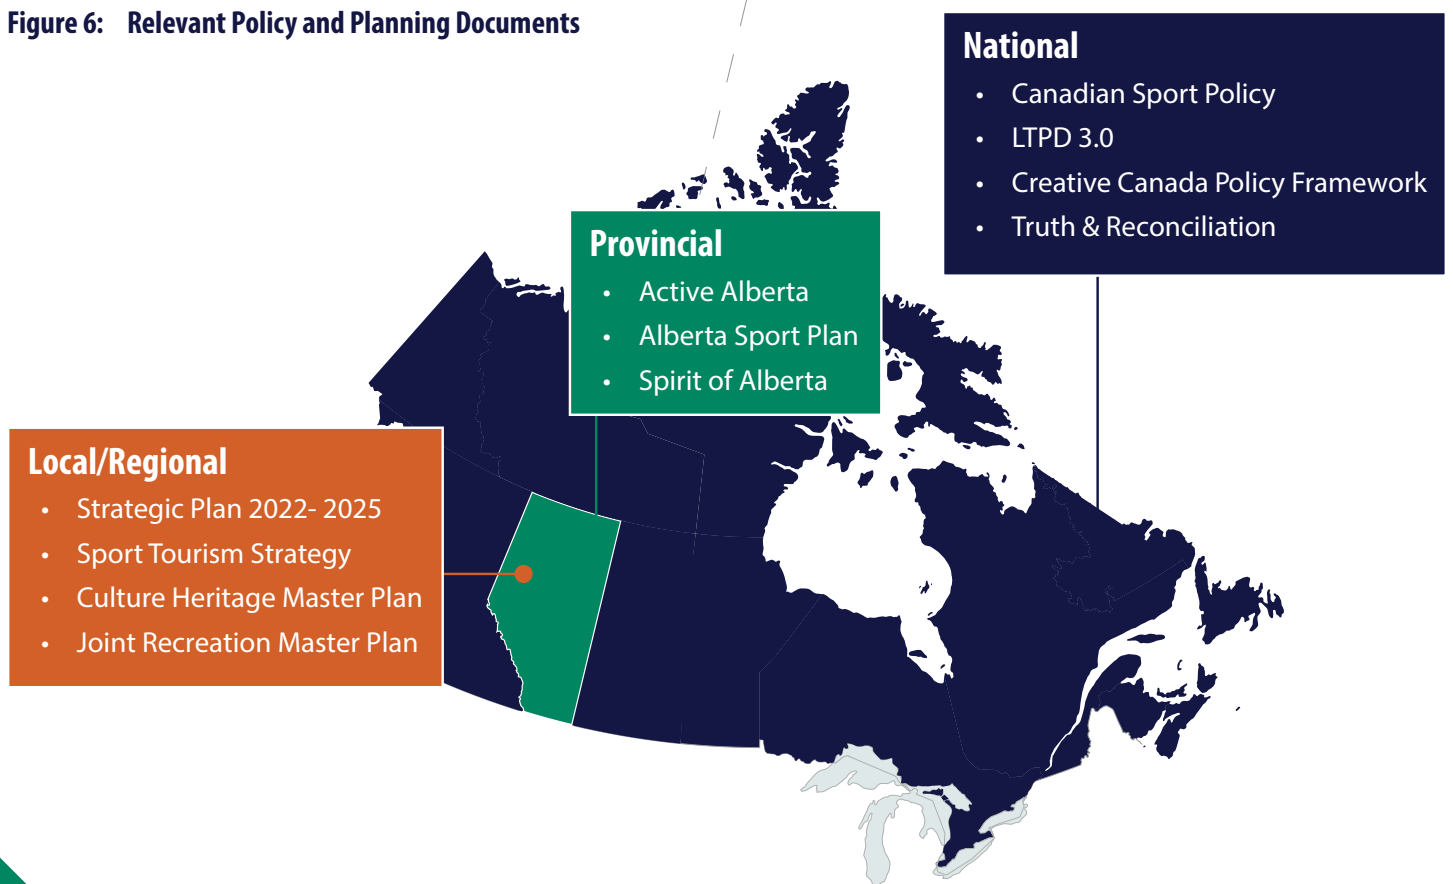 Figure 6: Relevant Policy and Planning Documents
National
• Canadian Sport Policy
• LTPD 3.0
• Creative Canada Policy Framework
• Truth & Reconciliation
Provincial
• Active Alberta
• Alberta Sport Plan
• Spirit of Alberta
Local/Regional
• Strategic Plan 2022- 2025
• Sport Tourism Strategy
• Culture Heritage Master Plan
• Joint Recreation Master Plan